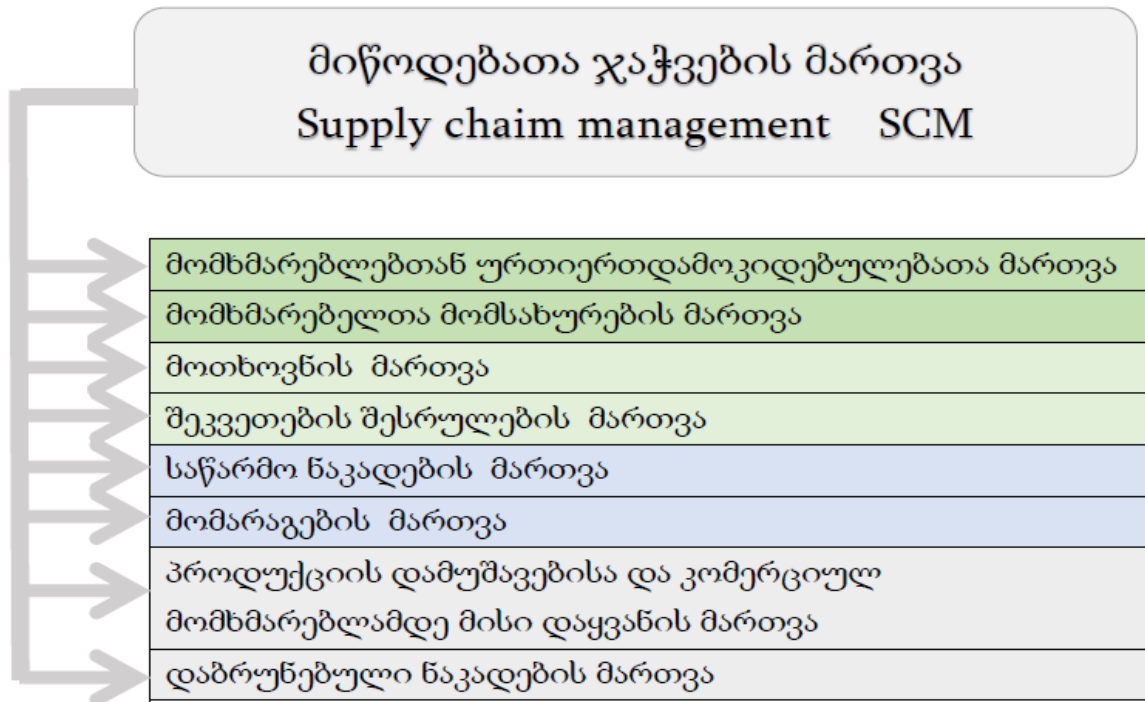 მიწოდებათა ჯაჭვების მართვა
Supply chaim management SCM
მომხმარებლებთან ურთიერთდამოკიდებულებათა მართვა
მომხმარებელთა მომსახურების მართვა
მოთხოვნის მართვა
შეკვეთების შესრულების მართვა
საწარმო ნაკადების მართვა
მომარაგების მართვა
პროდუქციის დამუშავებისა და კომერციულ
მომხმარებლამდე მისი დაყვანის მართვა
დაბრუნებული ნაკადების მართვა